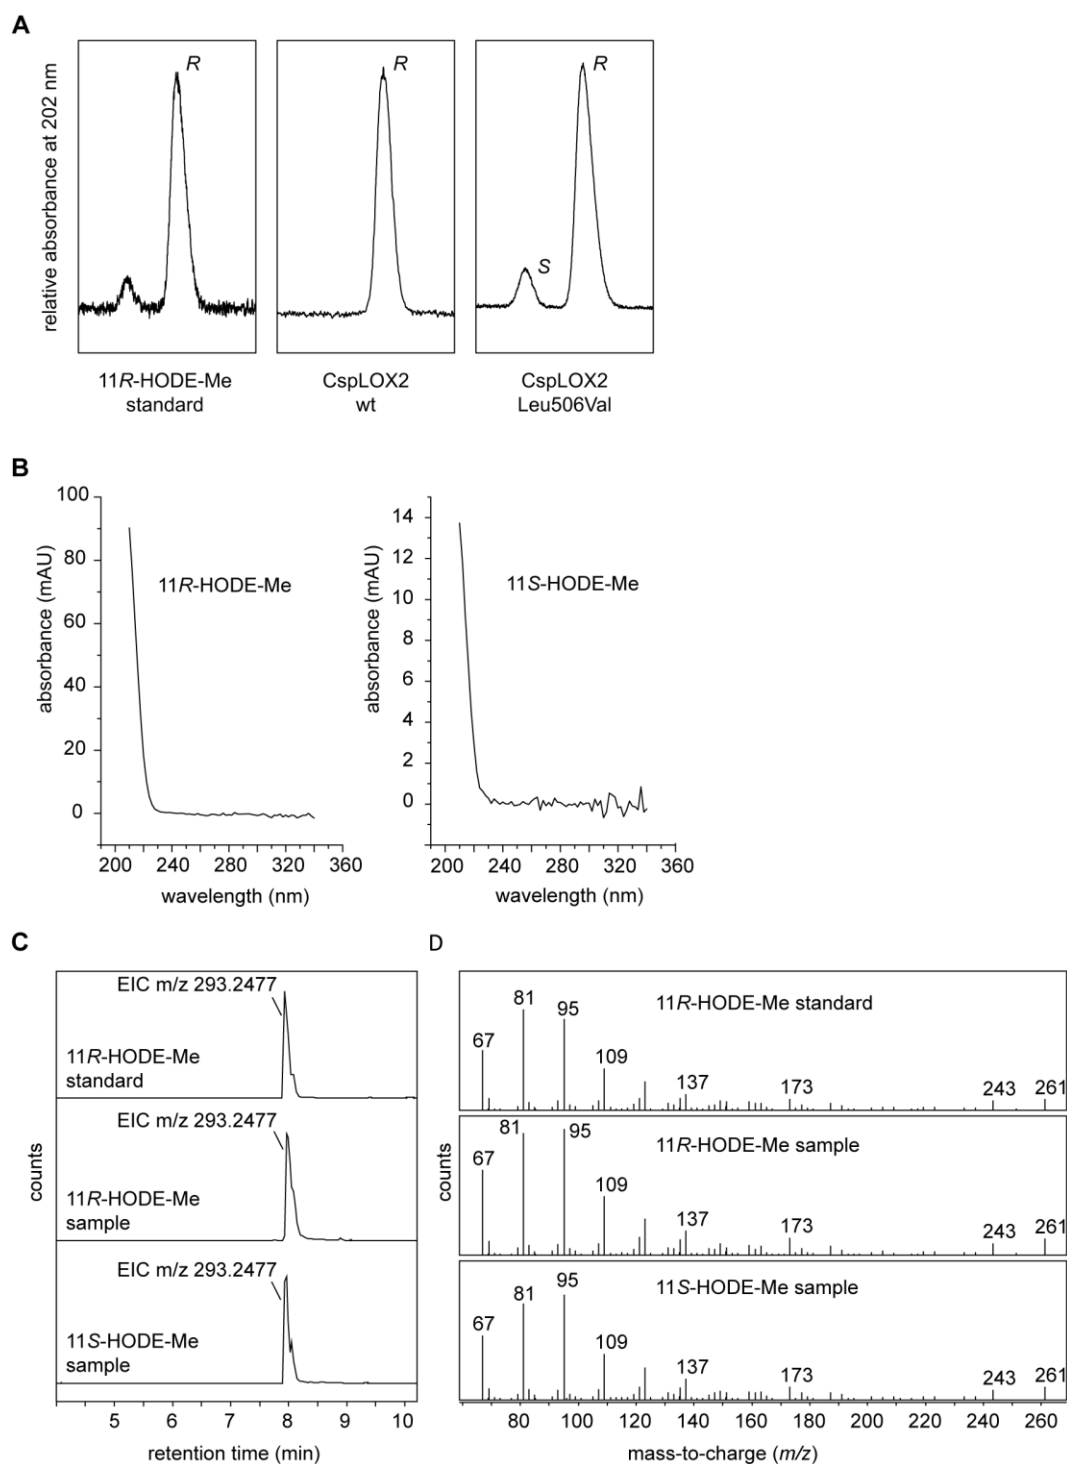 A
relative absorbance at 202 nm
R
R
R
S
11R-HODE-Me
standard
CspLOX2
wt
CspLOX2
Leu506Val
B
absorbance (mAU)
100
80
60
40
20
0
11R-HODE-Me
200 240 280 320 360
wavelength (nm)
absorbance (mAU)
14
12
10
8
6
4
2
0
11S-HODE-Me
200 240 280 320 360
wavelength (nm)
C
counts
EIC m/z 293.2477
11R-HODE-Me
standard
EIC m/z 293.2477
11R-HODE-Me
sample
EIC m/z 293.2477
11S-HODE-Me
sample
5 6 7 8 9 10
retention time (min)
D
11R-HODE-Me standard
67 81 95 109 137 173 243 261
11R-HODE-Me sample
67 81 95 109 137 173 243 261
11S-HODE-Me sample
67 81 95 109 137 173 243 261
80 100 120 140 160 180 200 220 240 260
mass-to-charge (m/z)